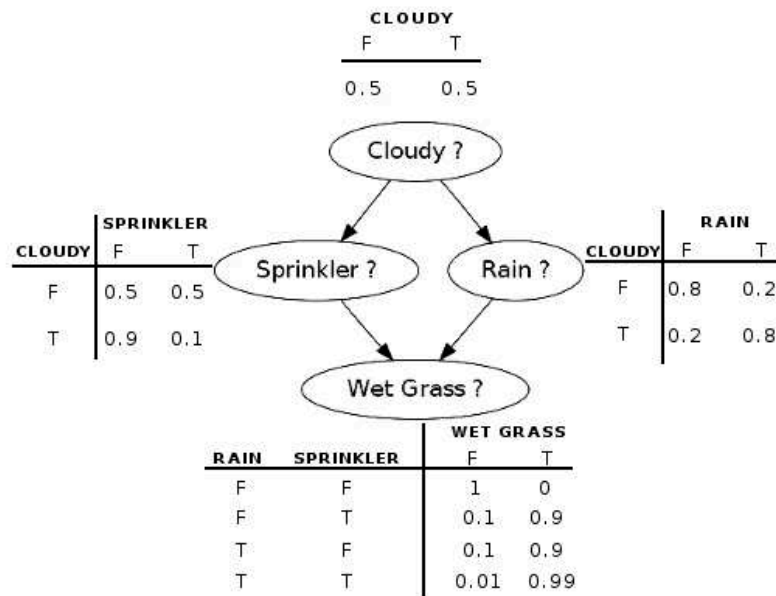 CLOUDY
F T
0.5 0.5
Cloudy ?
SPRINKLER
CLOUDY F T
F 0.5 0.5
T 0.9 0.1
Sprinkler ?
Rain ?
RAIN
CLOUDY F T
F 0.8 0.2
T 0.2 0.8
Wet Grass ?
WET GRASS
RAIN SPRINKLER F T
F F 1 0
F T 0.1 0.9
T F 0.1 0.9
T T 0.01 0.99